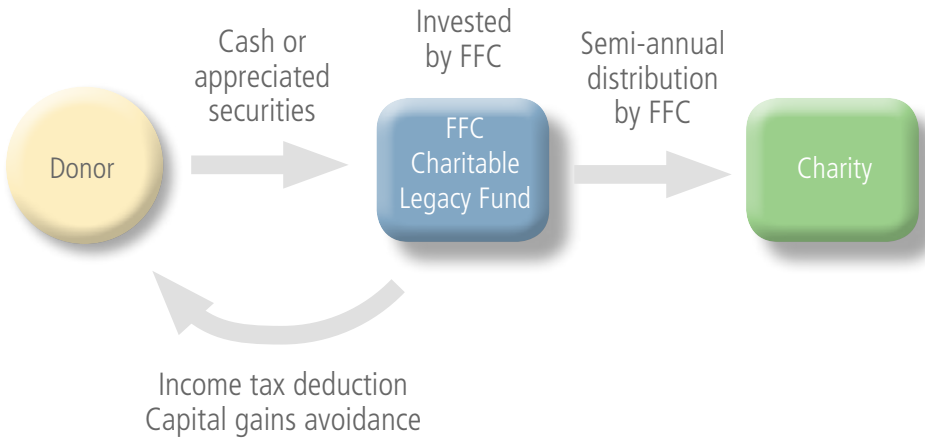 Donor
Cash or
appreciated
securities
Invested
by FFC
FFC
Charitable
Legacy Fund
Semi-annual
distribution
by FFC
Charity
Income tax deduction
Capital gains avoidance